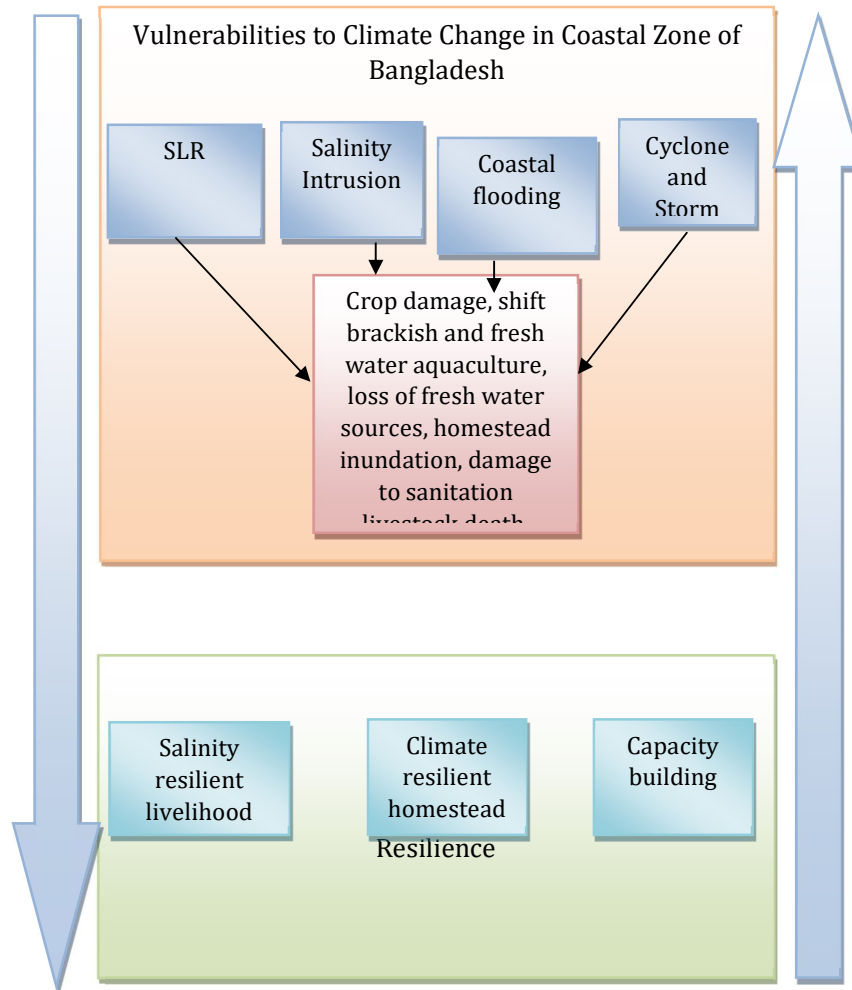 Vulnerabilities to Climate Change in Coastal Zone of
Bangladesh
SLR
Salinity
Intrusion
Coastal
flooding
Cyclone
and
Storm
Crop damage, shift
brackish and fresh
water aquaculture,
loss of fresh water
sources, homestead
inundation, damage
to sanitation
livestock death
Salinity
resilient
livelihood
Climate
resilient
homestead
Capacity
building
Resilience